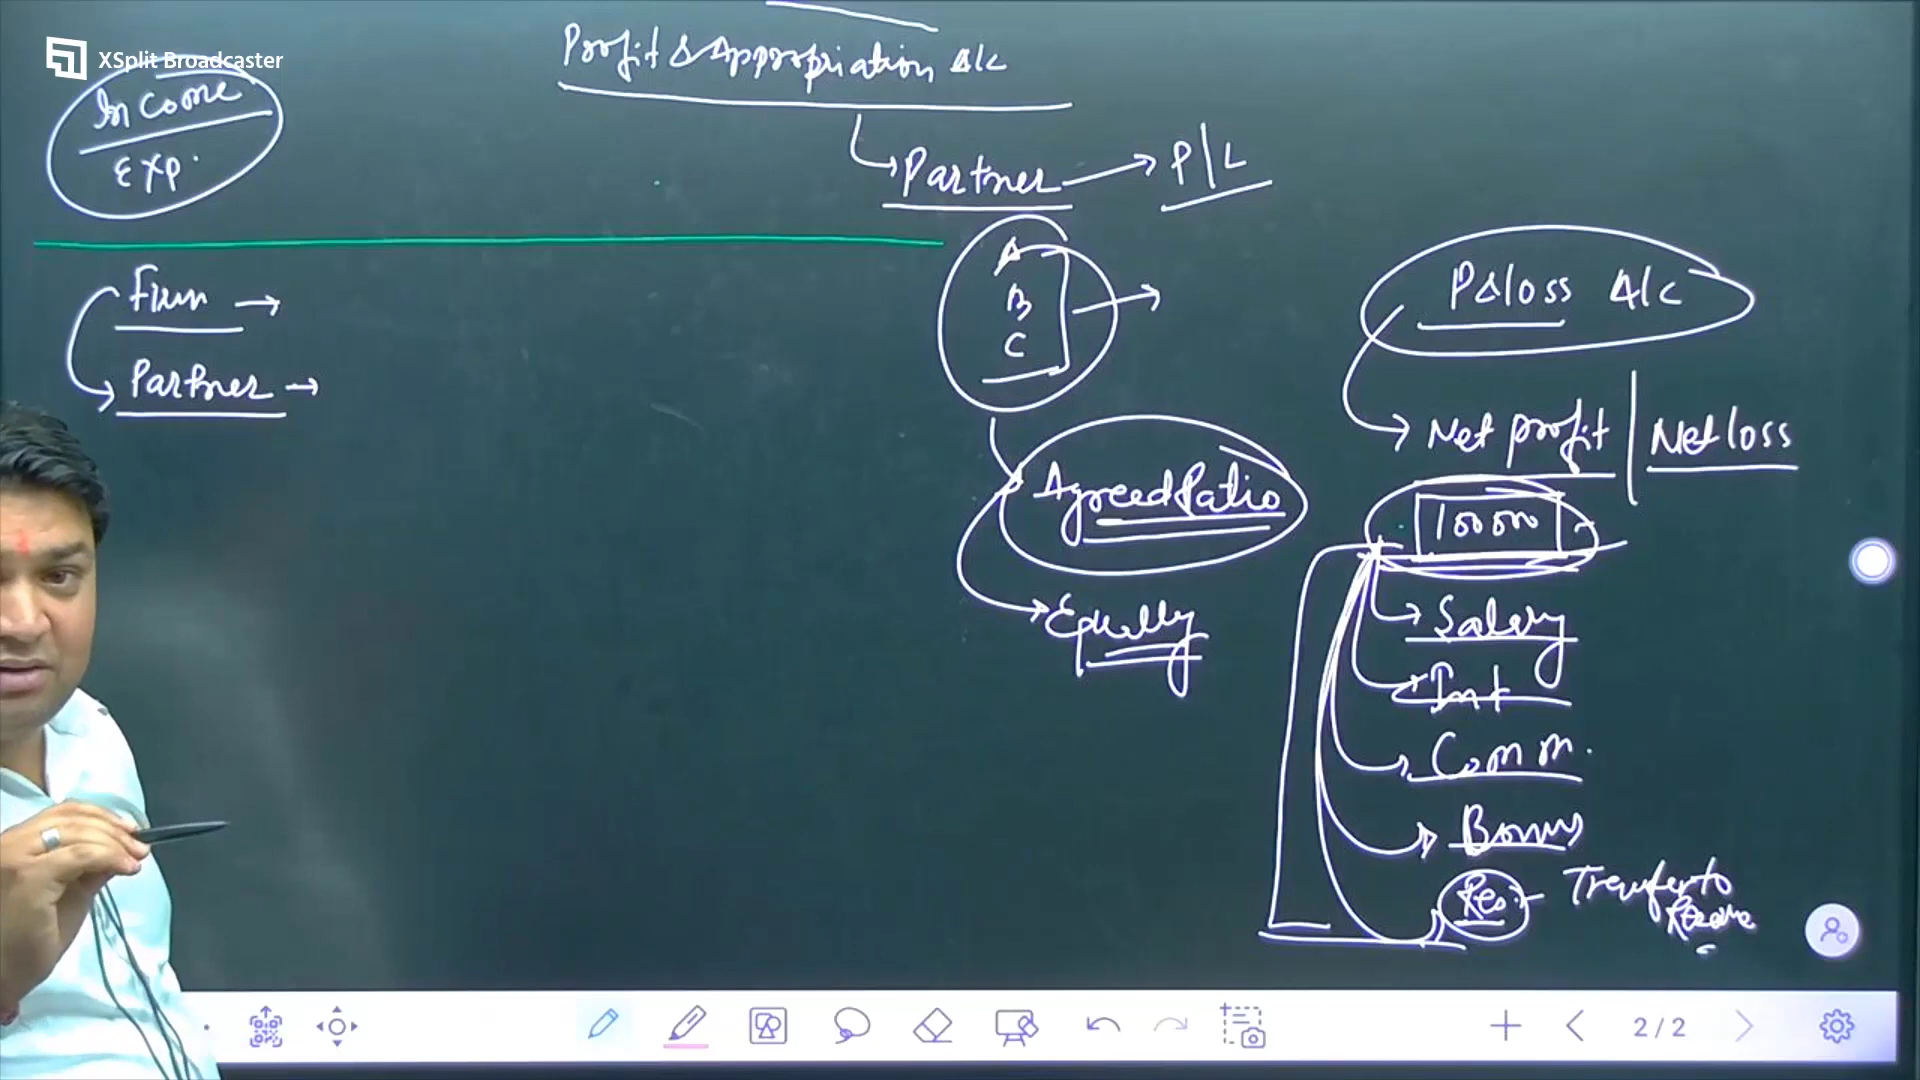 XSplit Broadcaster
Profit & Appropriation A/c
Income
Exp.
Partner → P/L
Firm →
Partner →
A
B
C
P&loss A/c
Net profit | Net loss
Agreed Ratio
100000
Equally
Salary
Int
Comm.
Bonus
Res. - Transfer to
Reserve
2/2